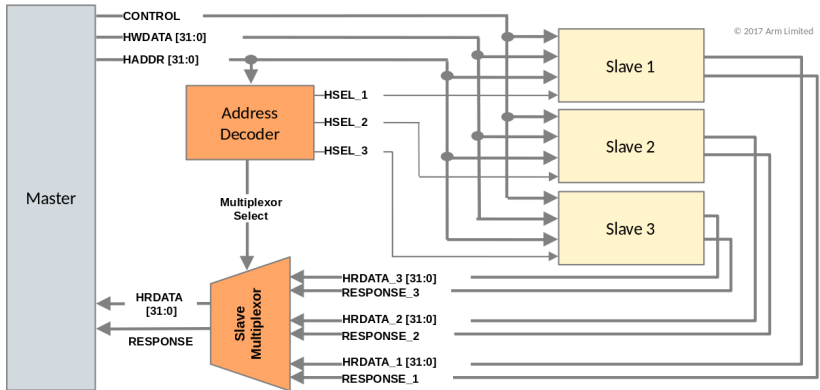 CONTROL
HWDATA [31:0]
HADDR [31:0]
© 2017 Arm Limited
Slave 1
Address
Decoder
HSEL_1
HSEL_2
HSEL_3
Slave 2
Master
Multiplexor
Select
Slave 3
HRDATA
[31:0]
RESPONSE
Slave
Multiplexor
HRDATA_3 [31:0]
RESPONSE_3
HRDATA_2 [31:0]
RESPONSE_2
HRDATA_1 [31:0]
RESPONSE_1